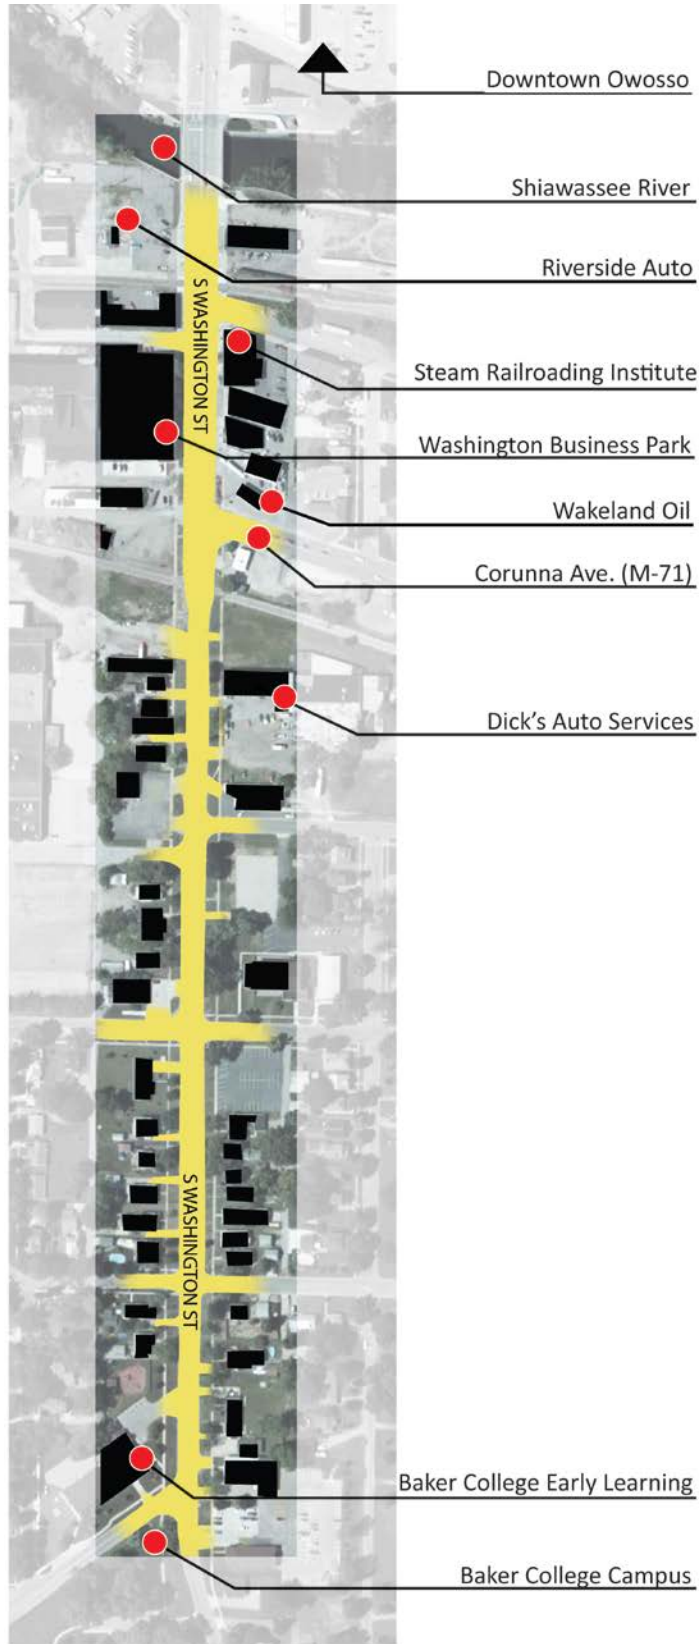 Downtown Owosso
Shiawassee River
Riverside Auto
S WASHINGTON ST
Steam Railroading Institute
Washington Business Park
Wakeland Oil
Corunna Ave. (M-71)
Dick's Auto Services
S WASHINGTON ST
Baker College Early Learning
Baker College Campus